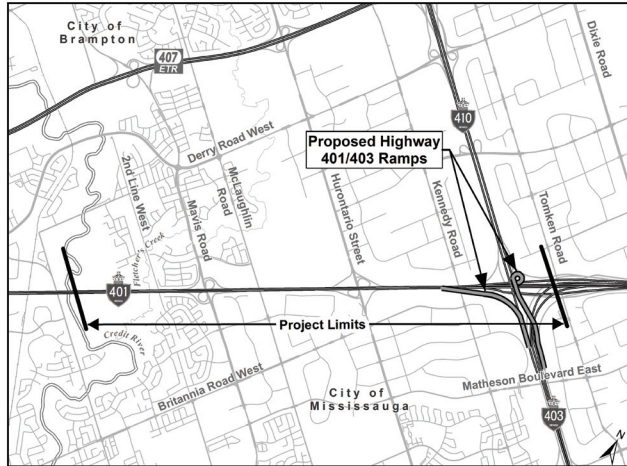 City of
Brampton
407
ETR
Dixie Road
410
Derry Road West
Proposed Highway
401/403 Ramps
2nd Line West
McLaughlin
Road
Mavis Road
Hurontario Street
Kennedy Road
Tomken Road
Fletcher's Creek
401
Project Limits
Credit River
Britannia Road West
Matheson Boulevard East
City of
Mississauga
403
N